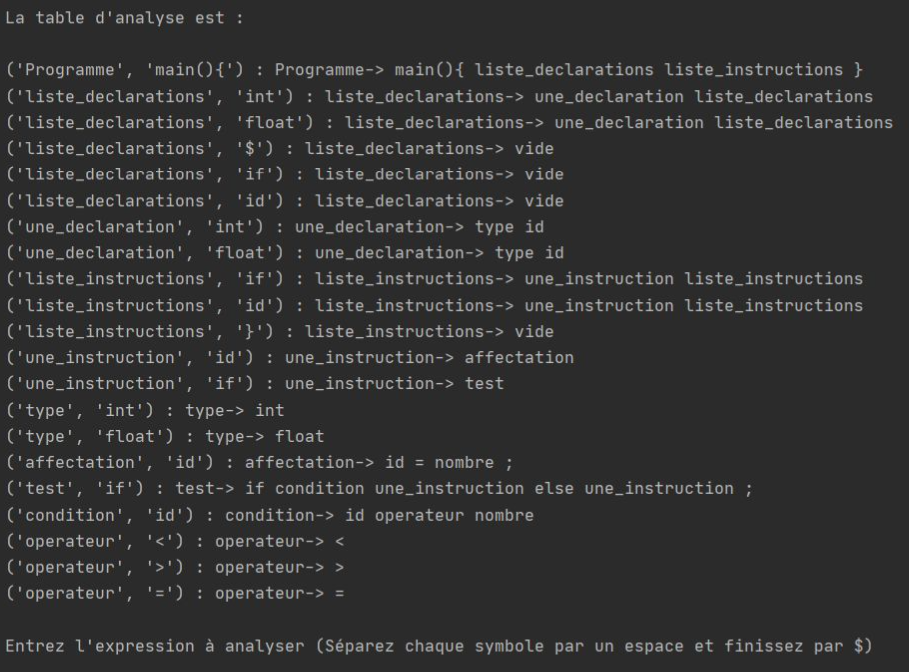 La table d'analyse est :
('Programme', 'main(){') : Programme-> main(){ liste_declarations liste_instructions }
('liste_declarations', 'int') : liste_declarations-> une_declaration liste_declarations
('liste_declarations', 'float') : liste_declarations-> une_declaration liste_declarations
('liste_declarations', '$') : liste_declarations-> vide
('liste_declarations', 'if') : liste_declarations-> vide
('liste_declarations', 'id') : liste_declarations-> vide
('une_declaration', 'int') : une_declaration-> type id
('une_declaration', 'float') : une_declaration-> type id
('liste_instructions', 'if') : liste_instructions-> une_instruction liste_instructions
('liste_instructions', 'id') : liste_instructions-> une_instruction liste_instructions
('liste_instructions', '}') : liste_instructions-> vide
('une_instruction', 'id') : une_instruction-> affectation
('une_instruction', 'if') : une_instruction-> test
('type', 'int') : type-> int
('type', 'float') : type-> float
('affectation', 'id') : affectation-> id = nombre ;
('test', 'if') : test-> if condition une_instruction else une_instruction ;
('condition', 'id') : condition-> id operateur nombre
('operateur', '<') : operateur-> <
('operateur', '>') : operateur-> >
('operateur', '=') : operateur-> =
Entrez l'expression à analyser (Séparez chaque symbole par un espace et finissez par $)